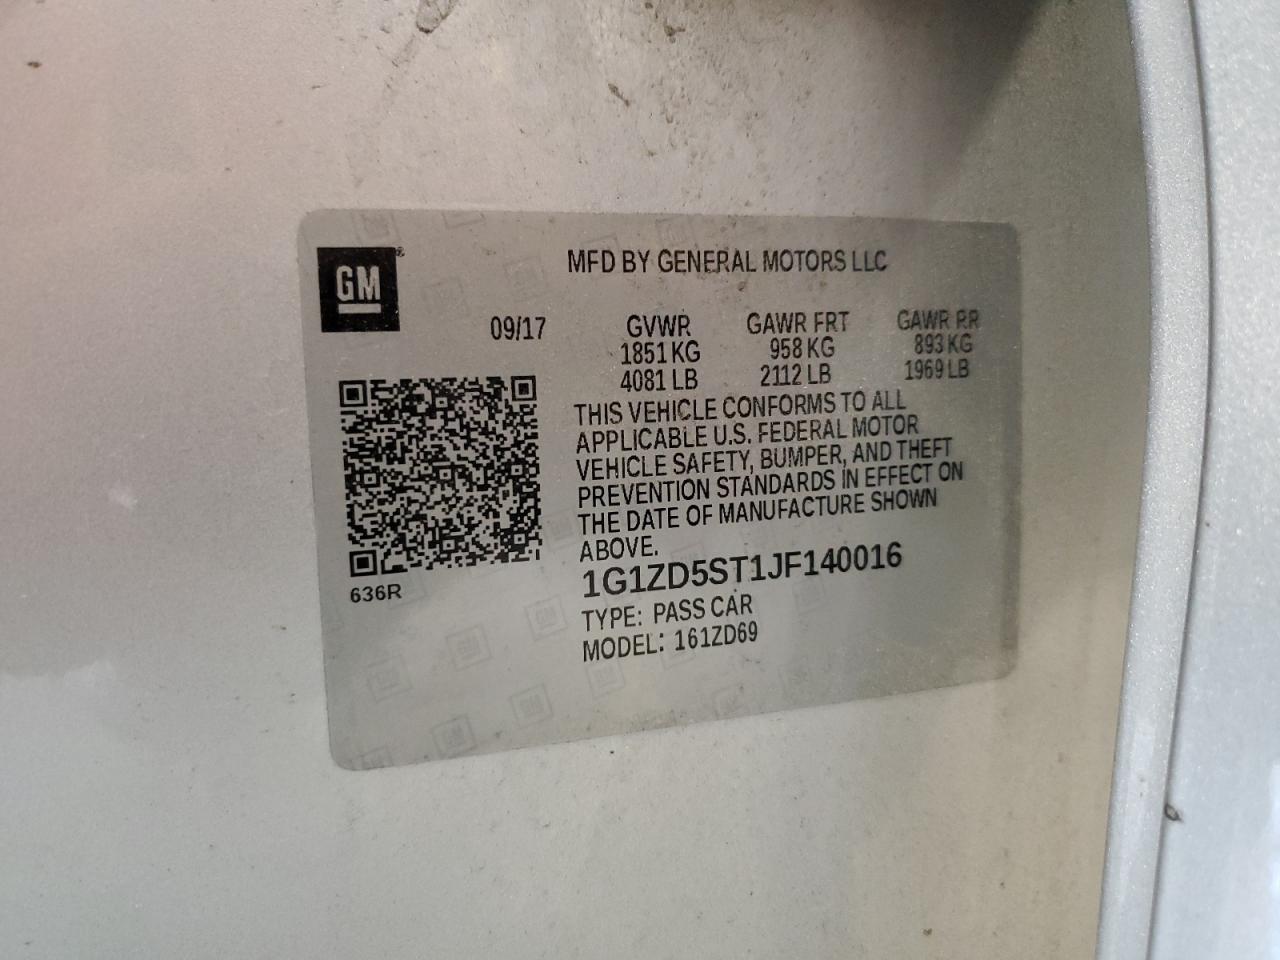 GM®
MFD BY GENERAL MOTORS LLC
09/17 GVWR GAWR FRT GAWR RR
1851 KG 958 KG 893 KG
4081 LB 2112 LB 1969 LB
THIS VEHICLE CONFORMS TO ALL
APPLICABLE U.S. FEDERAL MOTOR
VEHICLE SAFETY, BUMPER, AND THEFT
PREVENTION STANDARDS IN EFFECT ON
THE DATE OF MANUFACTURE SHOWN
ABOVE.
636R
1G1ZD5ST1JF140016
TYPE: PASS CAR
MODEL: 161ZD69